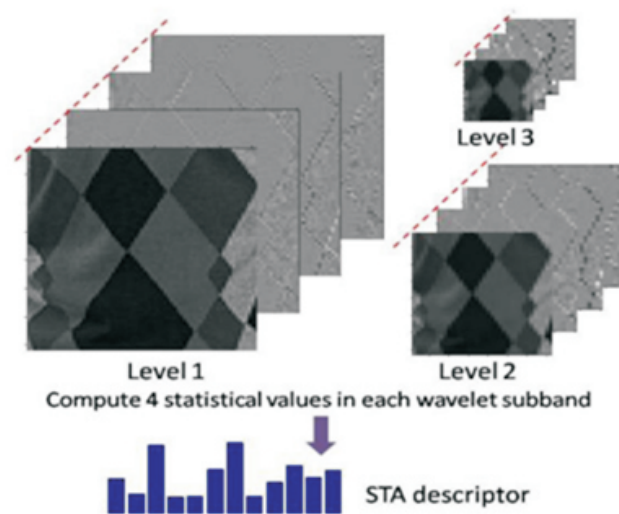 Level 3
Level 1
Level 2
Compute 4 statistical values in each wavelet subband
STA descriptor